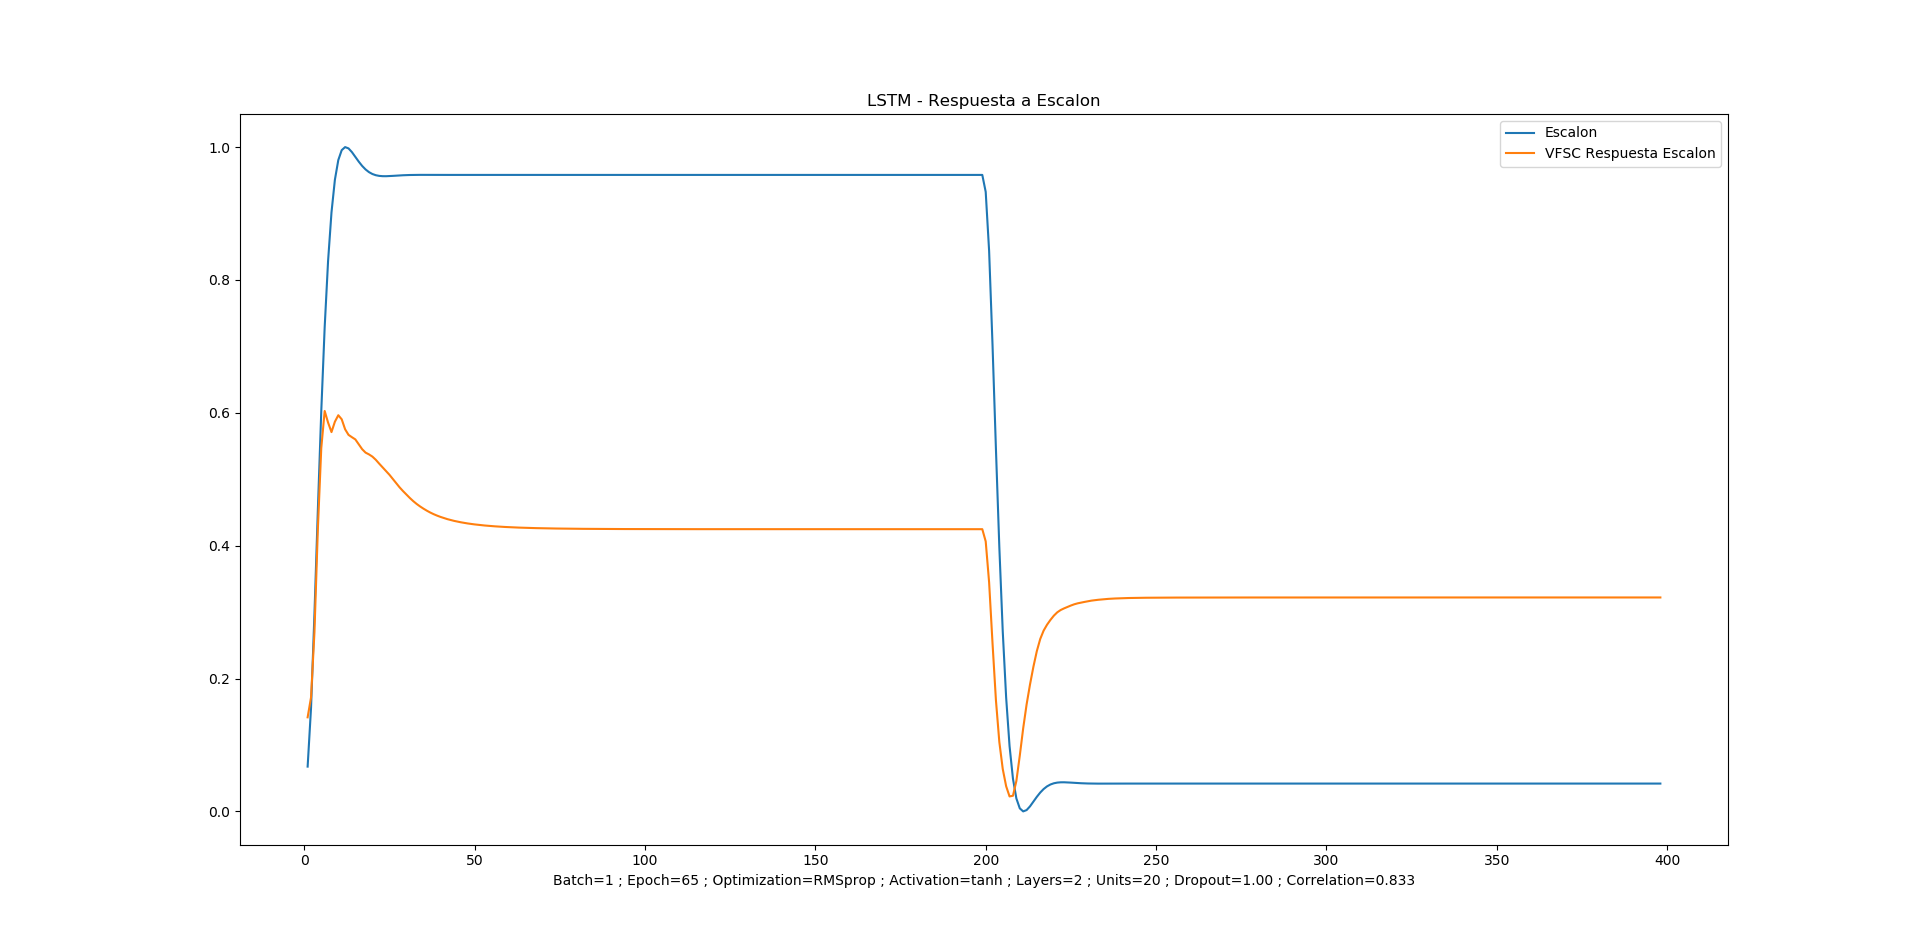 LSTM - Respuesta a Escalon
Escalon
VFSC Respuesta Escalon
1.0
0.8
0.6
0.4
0.2
0.0
0 50 100 150 200 250 300 350 400
Batch=1 ; Epoch=65 ; Optimization=RMSprop ; Activation=tanh ; Layers=2 ; Units=20 ; Dropout=1.00 ; Correlation=0.833